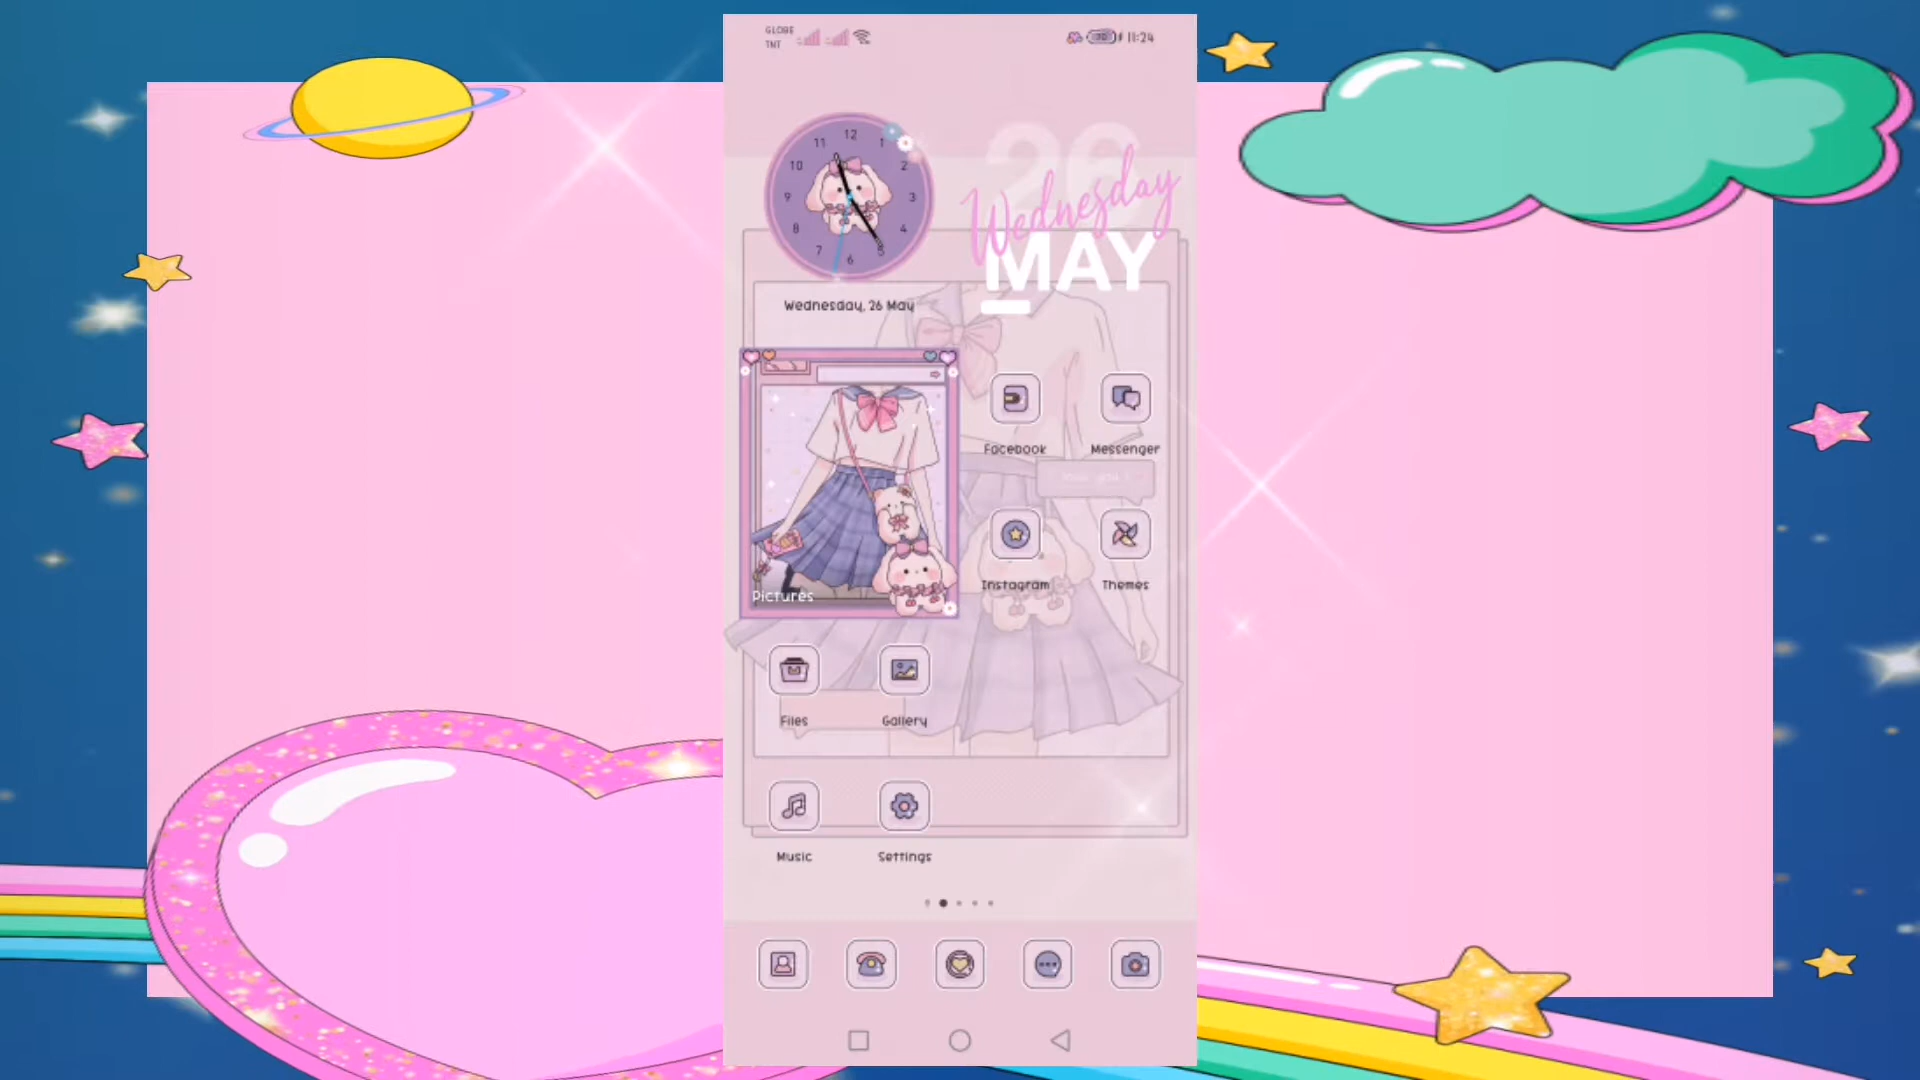 GLOBE
TNT
11:24
12
11
1
10
2
9
3
8
4
7
5
6
26
Wednesday
MAY
Wednesday, 26 May
Pictures
Facebook
Messenger
Instagram
Themes
Files
Gallery
Music
Settings